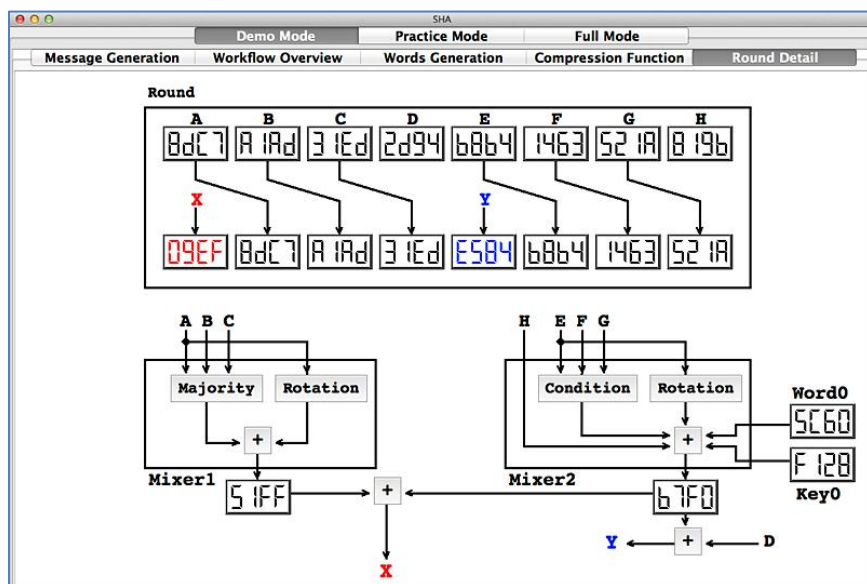 SHA
Demo Mode Practice Mode Full Mode
Message Generation Workflow Overview Words Generation Compression Function Round Detail
Round
A B C D E F G H
8dC7 A1Ad 31Ed 2d94 b8b4 1463 521A 819b
X Y
09EF 8dC7 A1Ad 31Ed E584 b8b4 1463 521A
A B C H E F G
Majority Rotation Condition Rotation
Word0
5C60
+ +
F128
Key0
Mixer1 Mixer2
51FF + b7F0
Y + D
X